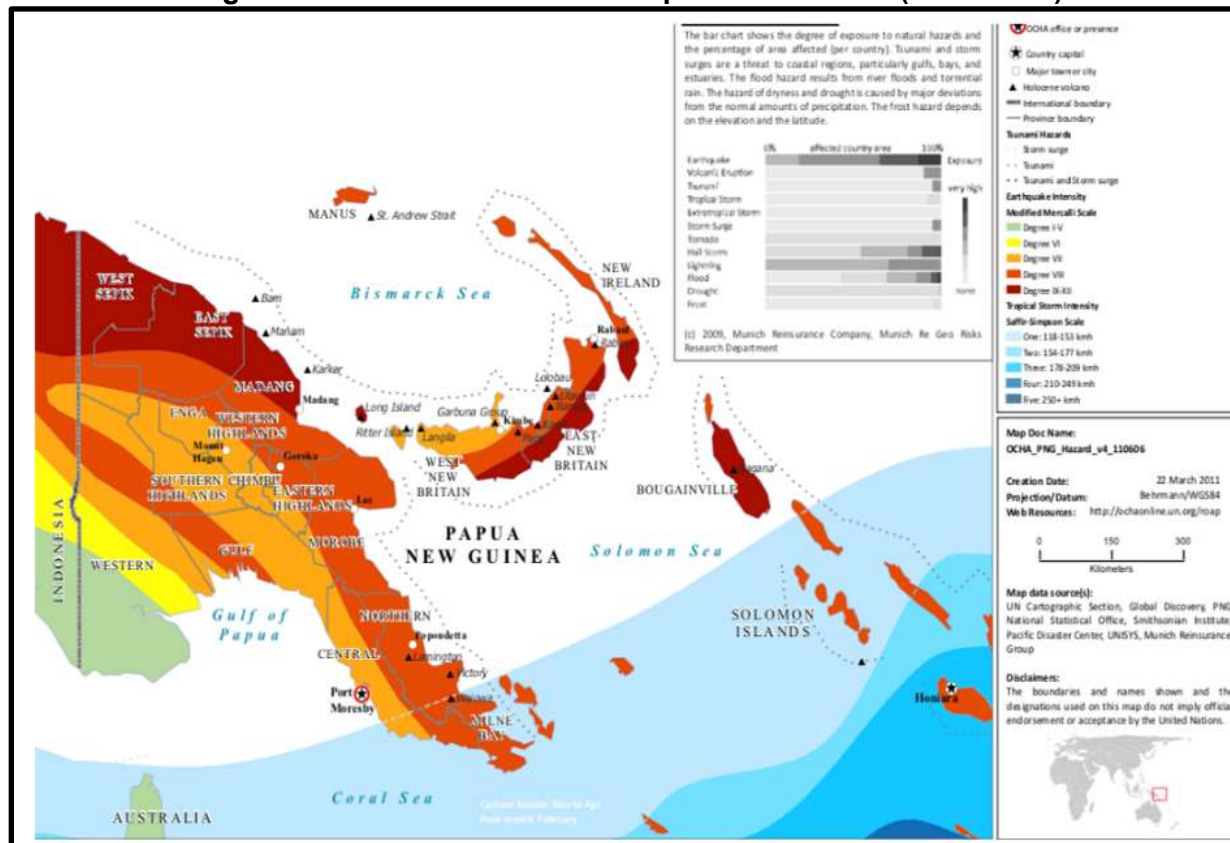 The bar chart shows the degree of exposure to natural hazards and
the percentage of area affected (per country). Tsunami and storm
surges are a threat to coastal regions, particularly gulfs, bays, and
estuaries. The flood hazard results from river floods and torrential
rain. The hazard of dryness and drought is caused by major deviations
from the normal amounts of precipitation. The frost hazard depends
on the elevation and the latitude.
0% affected country area 100%
Earthquake
Exposure
Volcanic Eruption
Tsunami
very high
Tropical Storm
Extratropical Storm
Storm Surge
Tornado
Hail Storm
Lightening
Flood
Drought
none
Frost
(c) 2009, Munich Reinsurance Company, Munich Re Geo Risks
Research Department
OCHA office or presence
Country capital
Major town or city
Holocene volcano
International boundary
Province boundary
Tsunami Hazards
Storm surge
Tsunami
Tsunami and Storm surge
Earthquake Intensity
Modified Mercalli Scale
Degree I-V
Degree VI
Degree VII
Degree VIII
Degree IX-XII
Tropical Storm Intensity
Saffir-Simpson Scale
One: 118-153 kmh
Two: 154-177 kmh
Three: 178-209 kmh
Four: 210-249 kmh
Five: 250+ kmh
Map Doc Name:
OCHA_PNG_Hazard_v4_110606
Creation Date: 22 March 2011
Projection/Datum: Behrmann/WGS84
Web Resources: http://ochaonline.un.org/roap
0 150 300
Kilometers
Map data source(s):
UN Cartographic Section, Global Discovery, PNG
National Statistical Office, Smithsonian Institute,
Pacific Disaster Center, UNISYS, Munich Reinsurance
Group
Disclaimers:
The boundaries and names shown and the
designations used on this map do not imply official
endorsement or acceptance by the United Nations.
MANUS
St. Andrew Strait
NEW
IRELAND
WEST
SEPIK
Bismarck Sea
Bam
EAST
SEPIK
Manam
Rabaul
Karkar
MADANG
Madang
Long Island
Lolobau
Ulawun
Garbuna Group
Kimbe
ENGA
WESTERN
HIGHLANDS
Ritter Island
Langila
EAST
NEW
BRITAIN
Mount
Hagen
Goroka
WEST
NEW
BRITAIN
SOUTHERN
HIGHLANDS
CHIMBU
EASTERN
HIGHLANDS
Lae
BOUGAINVILLE
INDONESIA
PAPUA
NEW GUINEA
MOROBE
Solomon Sea
GULF
WESTERN
Gulf of
Papua
NORTHERN
SOLOMON
ISLANDS
Popondetta
CENTRAL
Lamington
Victory
Port
Moresby
Waiowa
Honiara
MILNE
BAY
Coral Sea
Cyclone Season: Nov to Apr
Peak month: February
AUSTRALIA